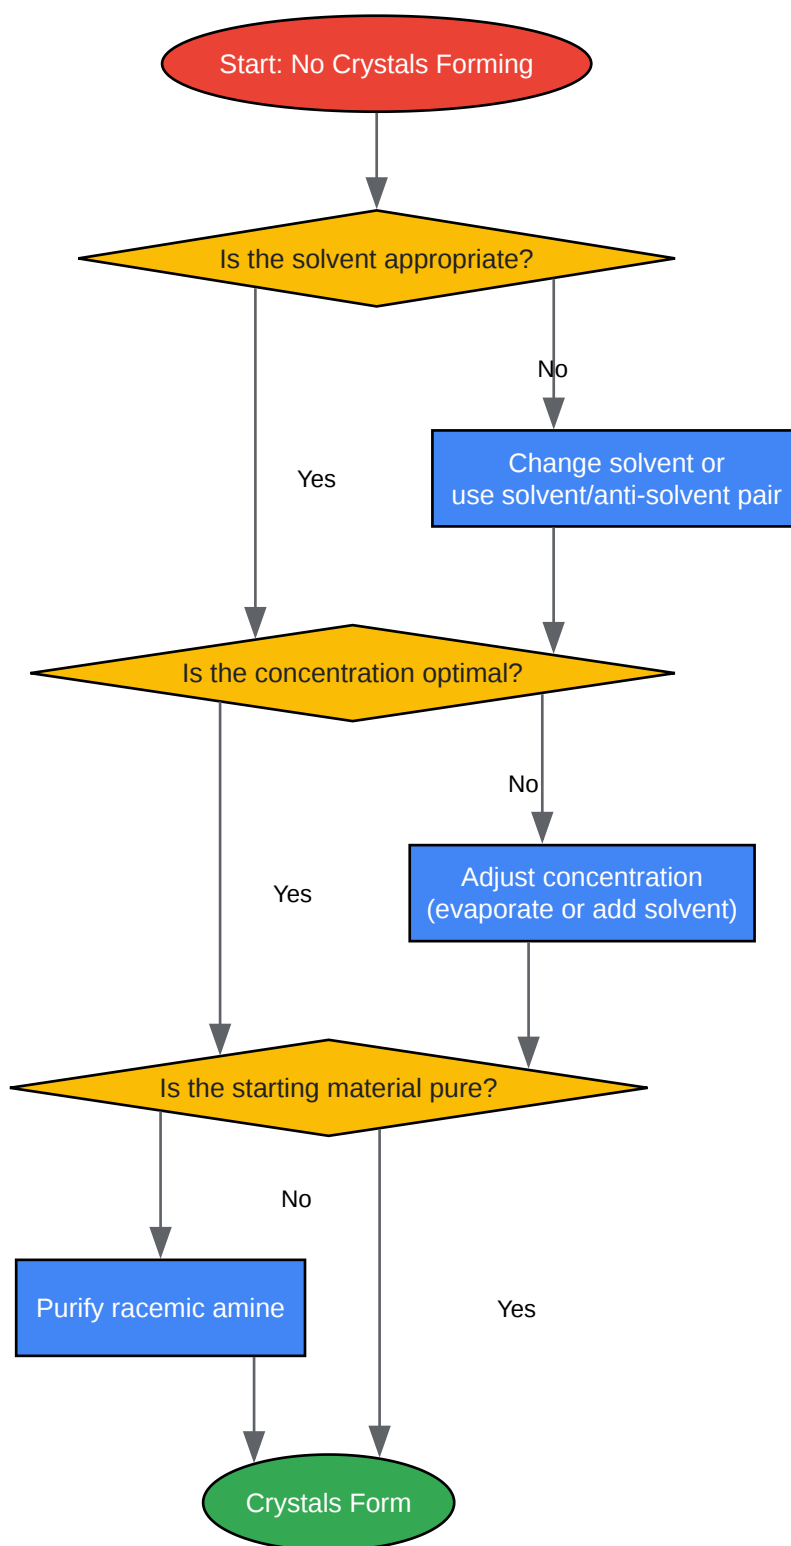 Start: No Crystals Forming
Is the solvent appropriate?
No
Change solvent or
use solvent/anti-solvent pair
Yes
Is the concentration optimal?
No
Adjust concentration
(evaporate or add solvent)
Yes
Is the starting material pure?
No
Purify racemic amine
Yes
Crystals Form